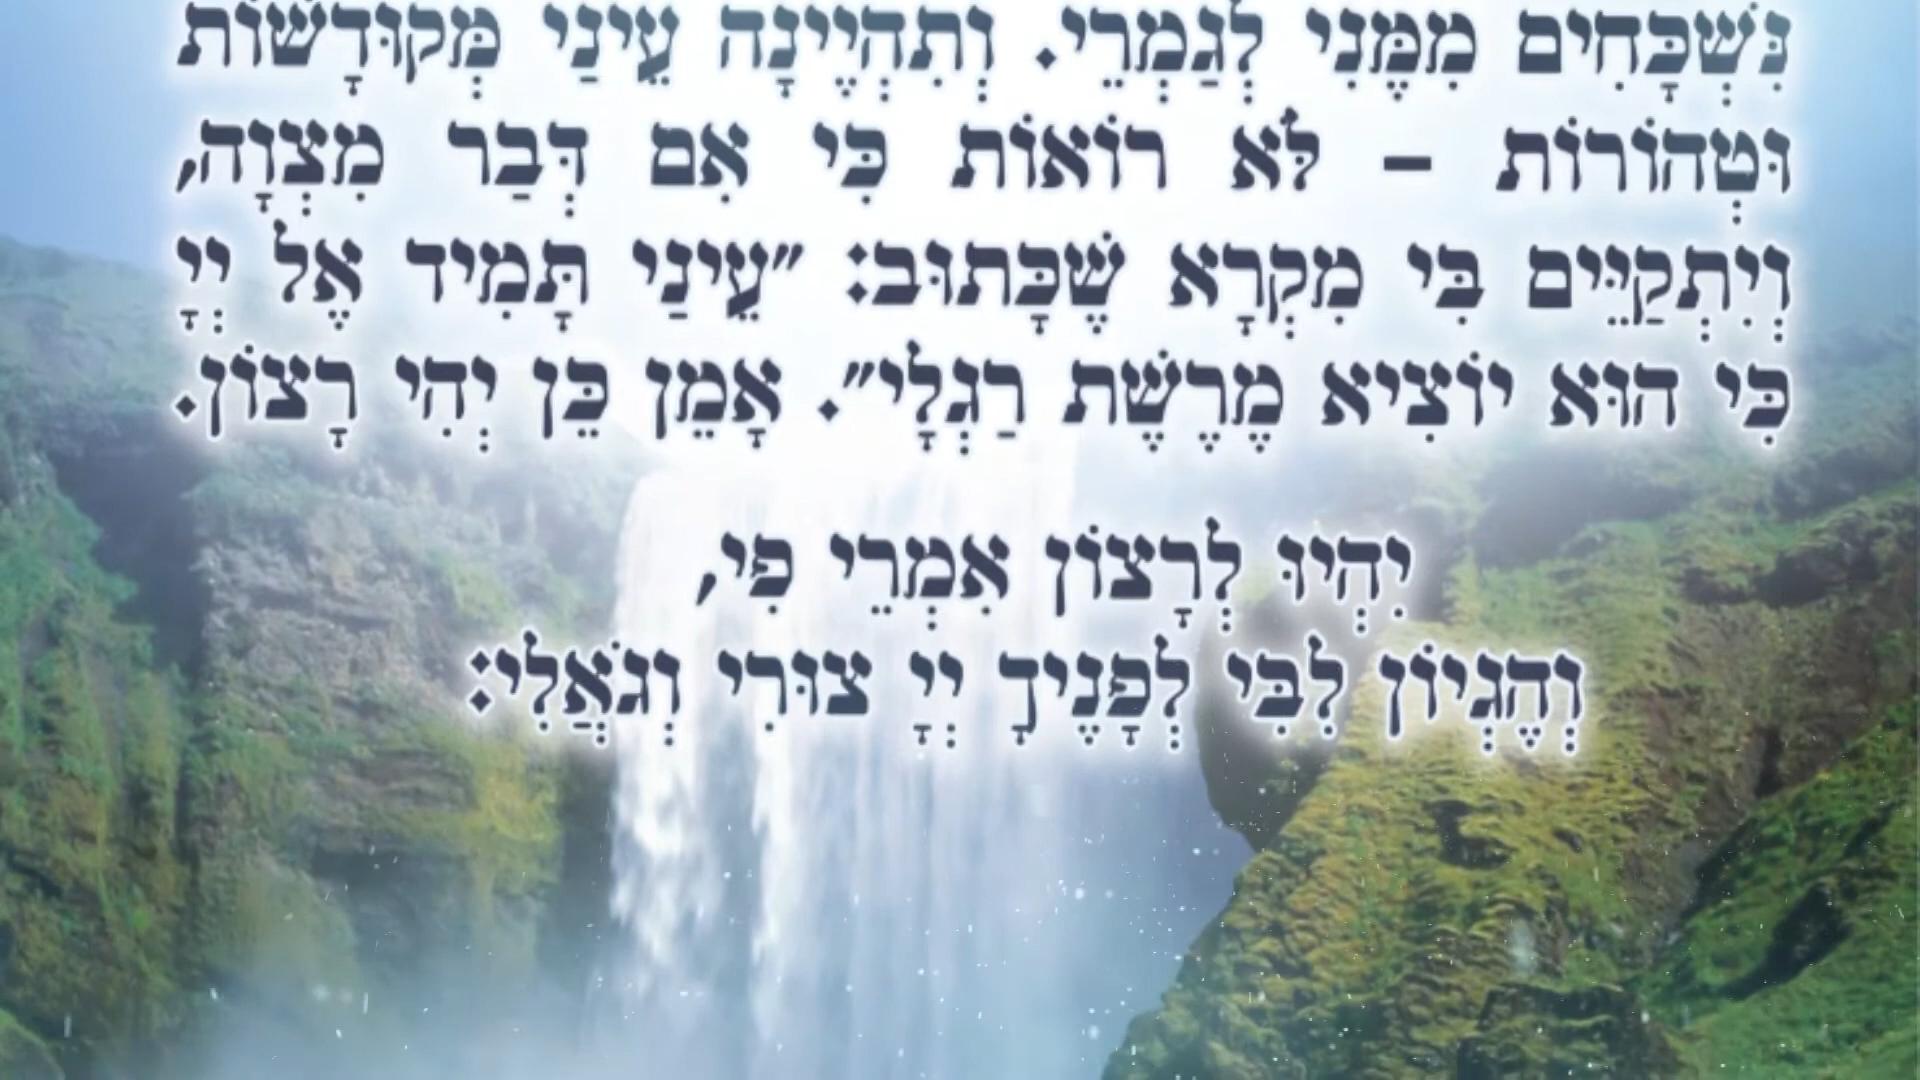 נִּשְׁכָּחִים מִמֶּנִּי לְגַמְרֵי. וְתִהְיֶינָה עֵינַי מְּקוּדָשׁוֹת
וּטְהוֹרוֹת – לֹּא רוֹאוֹת כִּי אִם דְּבַר מִצְוָה,
וְיִתְקַיֵּים בִּי מִקְרָא שֶׁכָּתוּב: "עֵינַי תָּמִיד אֶל יְיָ
כִּי הוּא יוֹצִיא מֶרֶשֶׁת רַגְלָי". אָמֵן כֵּן יְהִי רָצוֹן.
יִהְיוּ לְרָצוֹן אִמְרֵי פִי,
וְהֶגְיוֹן לִבִּי לְפָנֶיךָ יְיָ צוּרִי וְגֹאֲלִי: